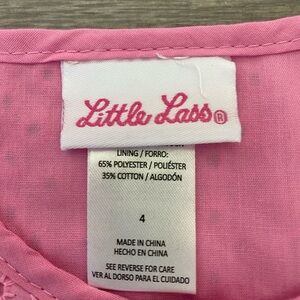 Little Lass®
LINING / FORRO:
65% POLYESTER / POLIÉSTER
35% COTTON / ALGODÓN
4
MADE IN CHINA
HECHO EN CHINA
SEE REVERSE FOR CARE
VER AL DORSO PARA EL CUIDADO